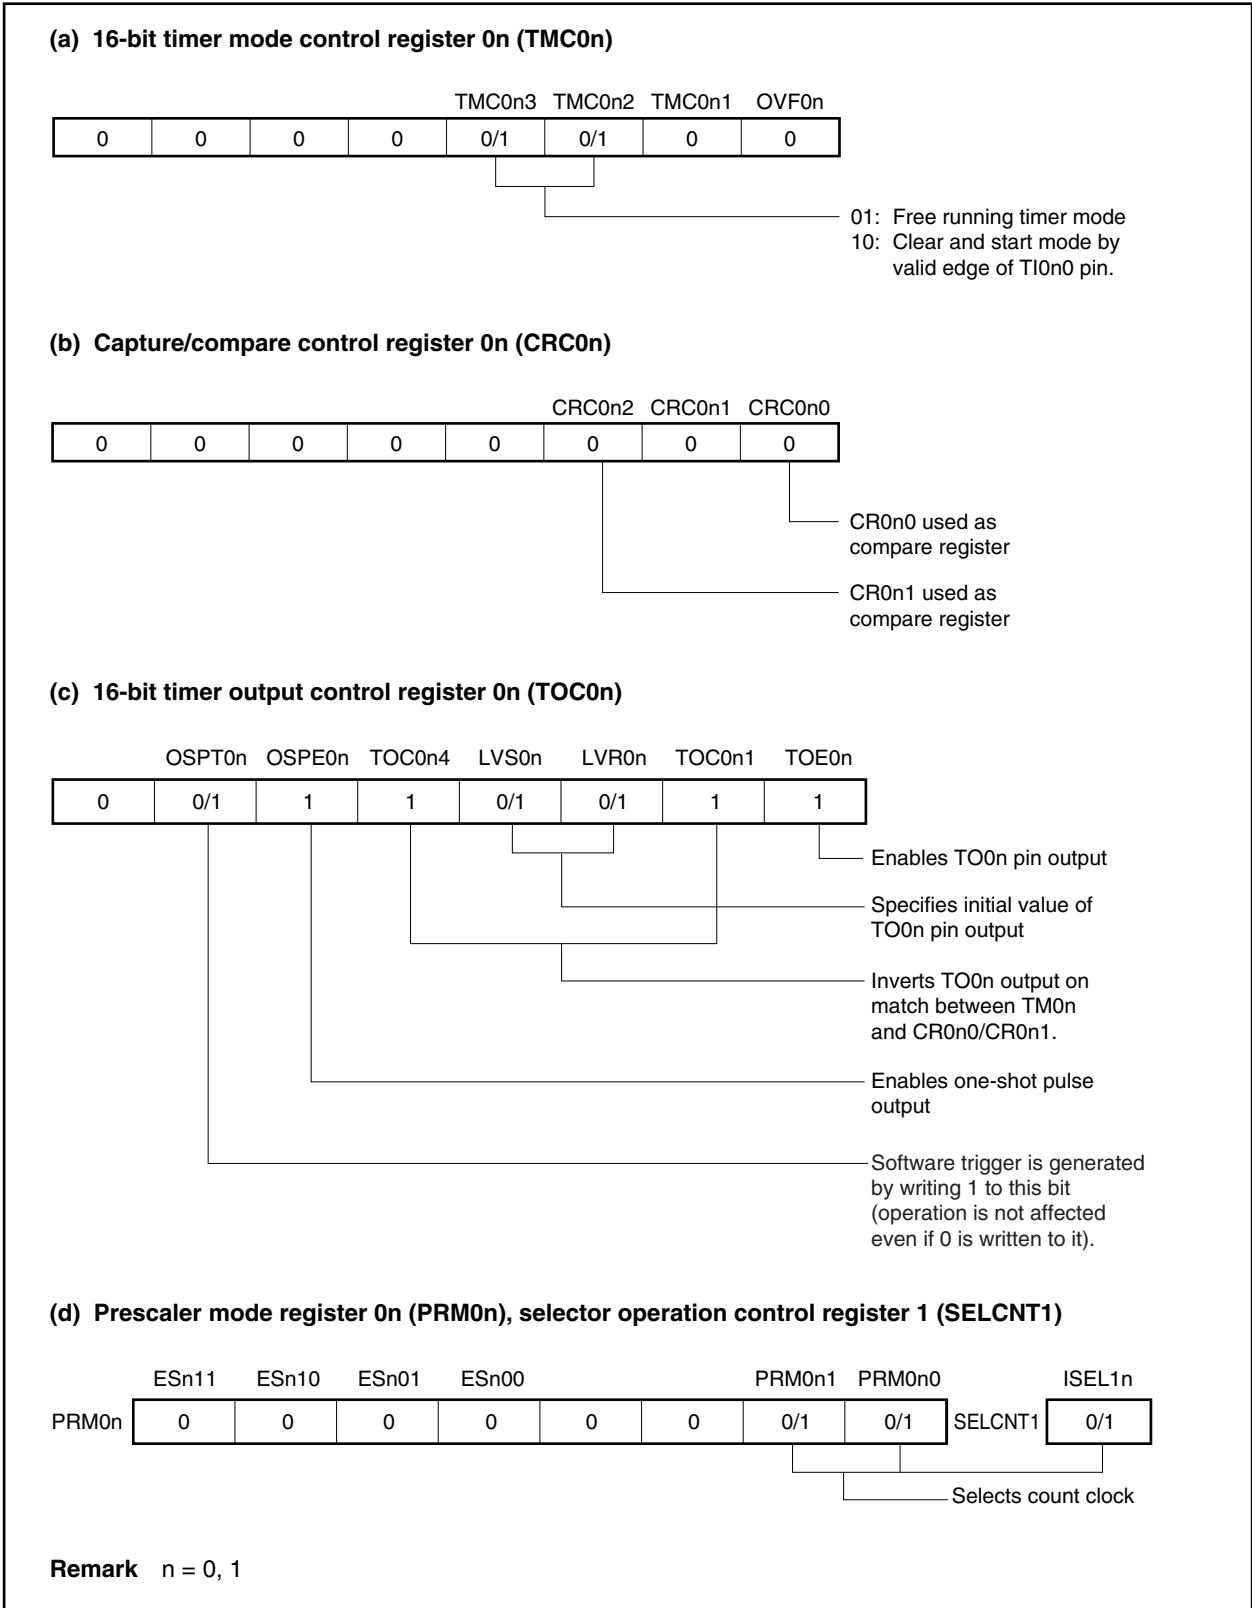 (a) 16-bit timer mode control register 0n (TMC0n)
TMC0n3 TMC0n2 TMC0n1 OVF0n
0 0 0 0 0/1 0/1 0 0
01: Free running timer mode
10: Clear and start mode by
valid edge of TI0n0 pin.
(b) Capture/compare control register 0n (CRC0n)
CRC0n2 CRC0n1 CRC0n0
0 0 0 0 0 0 0 0
CR0n0 used as
compare register
CR0n1 used as
compare register
(c) 16-bit timer output control register 0n (TOC0n)
OSPT0n OSPE0n TOC0n4 LVS0n LVR0n TOC0n1 TOE0n
0 0/1 1 1 0/1 0/1 1 1
Enables TO0n pin output
Specifies initial value of
TO0n pin output
Inverts TO0n output on
match between TM0n
and CR0n0/CR0n1.
Enables one-shot pulse
output
Software trigger is generated
by writing 1 to this bit
(operation is not affected
even if 0 is written to it).
(d) Prescaler mode register 0n (PRM0n), selector operation control register 1 (SELCNT1)
ESn11 ESn10 ESn01 ESn00 PRM0n1 PRM0n0 ISEL1n
PRM0n 0 0 0 0 0 0 0/1 0/1 SELCNT1 0/1
Selects count clock
Remark n = 0, 1